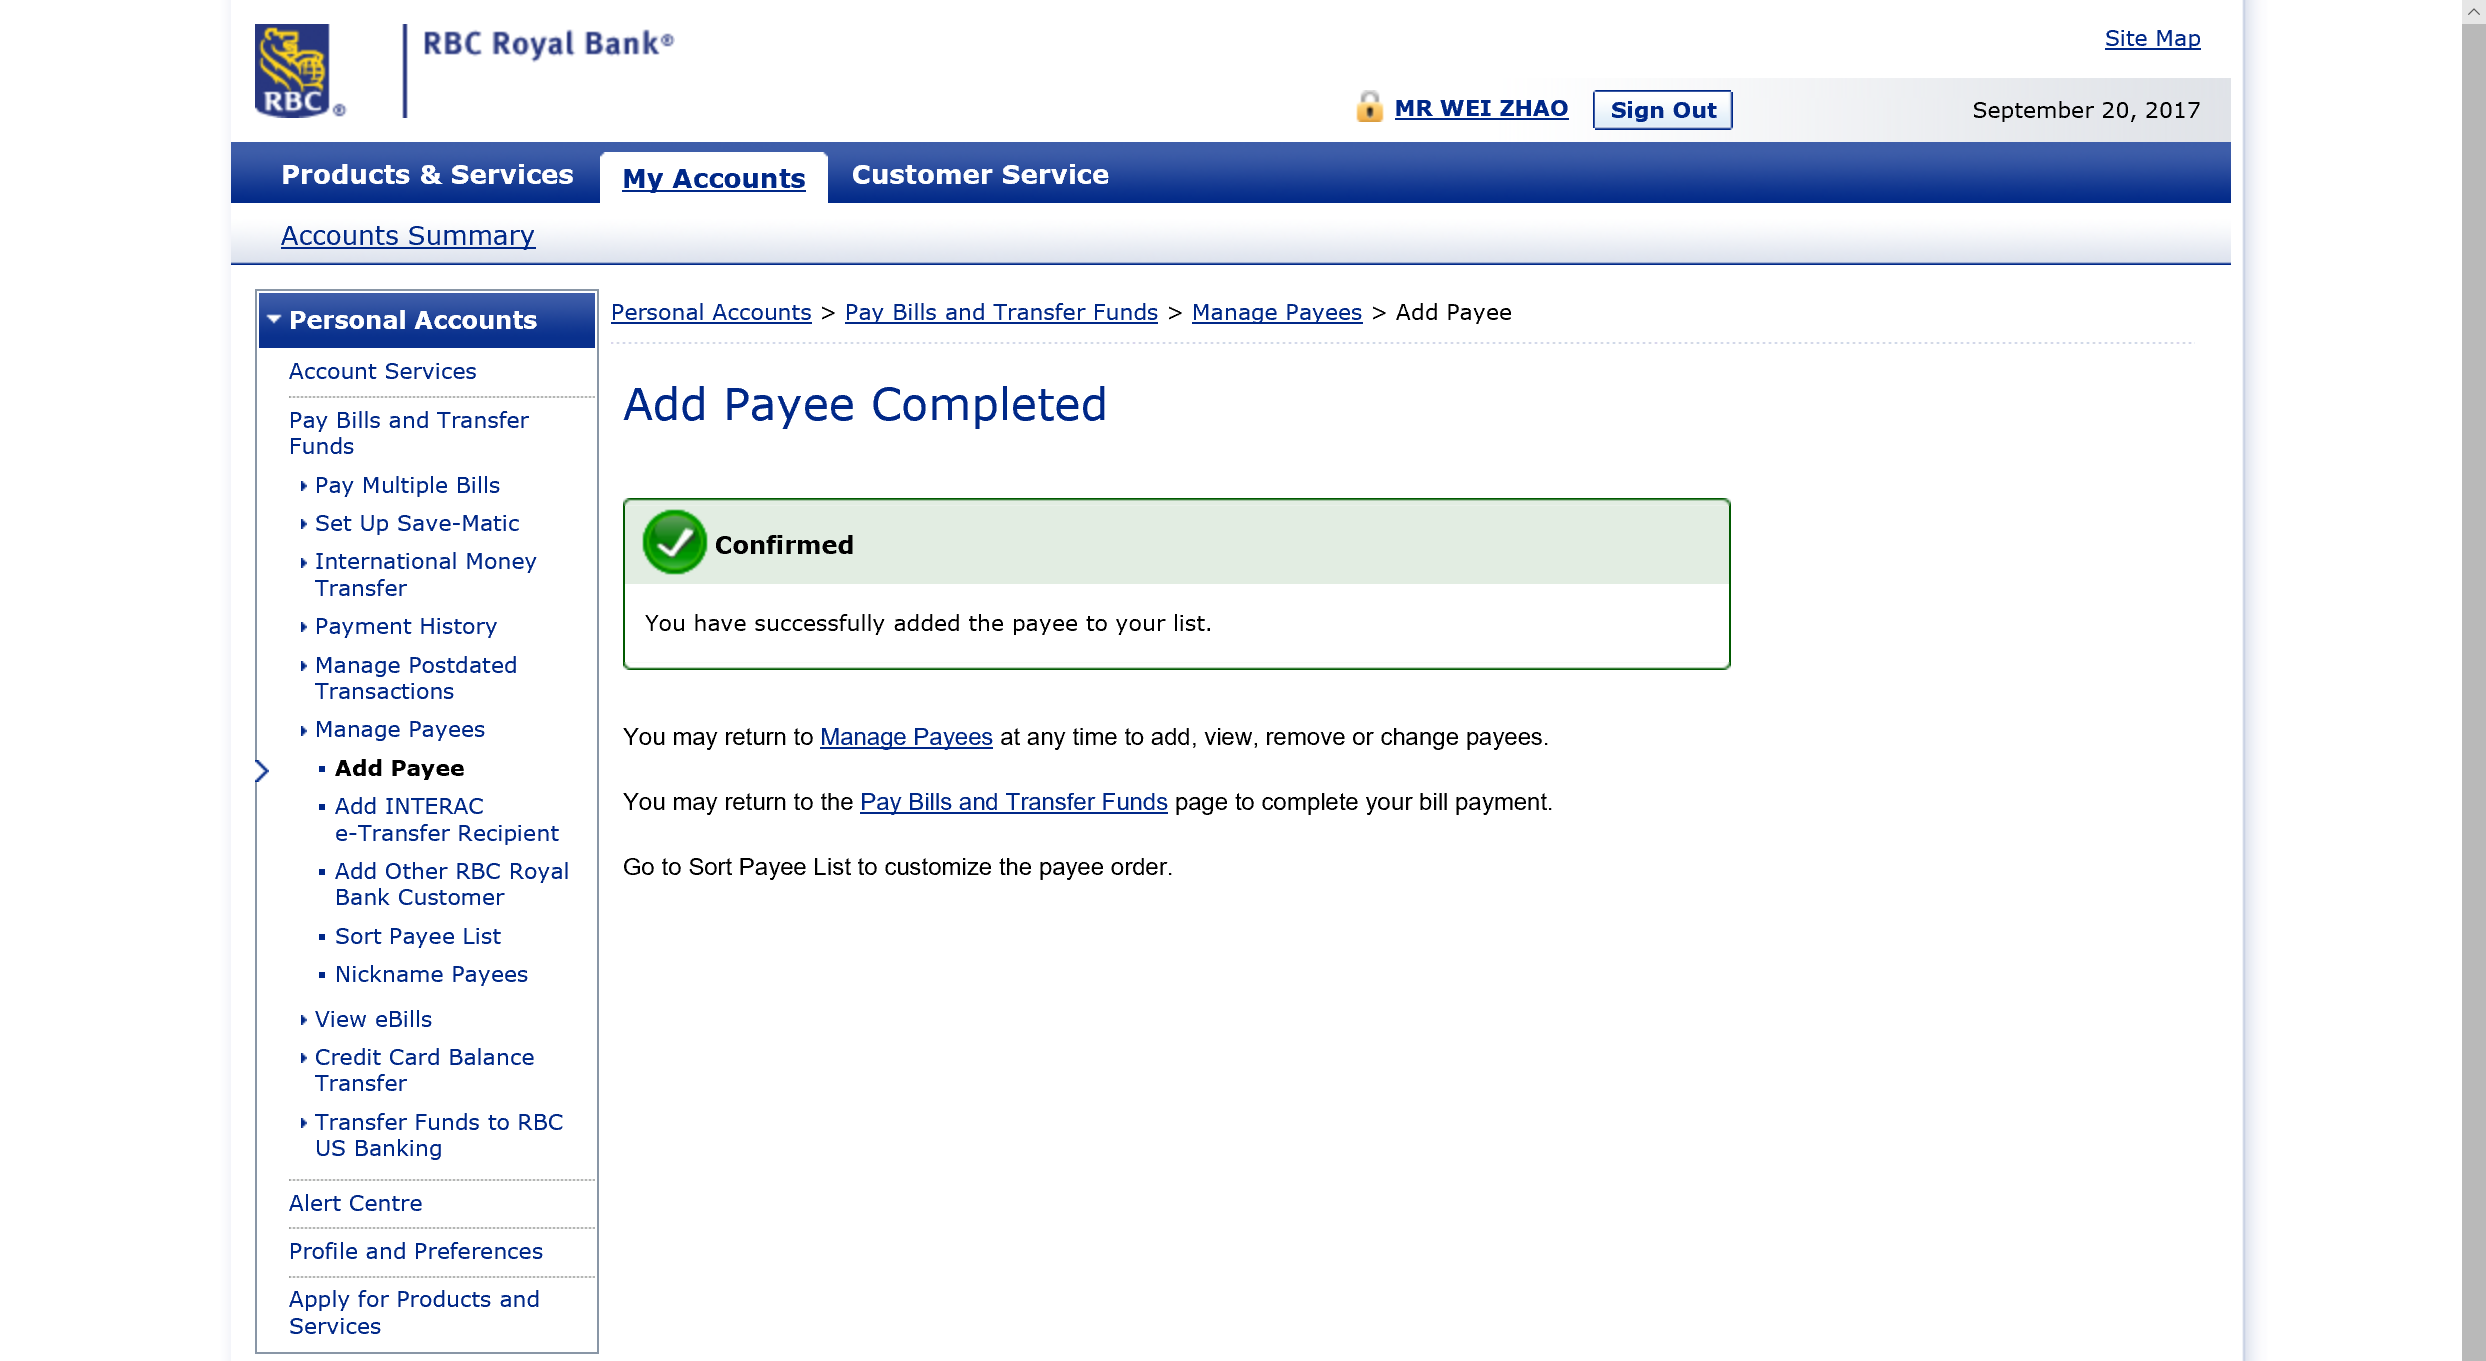 RBC ®
RBC Royal Bank®
Site Map
MR WEI ZHAO
Sign Out
September 20, 2017
Products & Services
My Accounts
Customer Service
Accounts Summary
Personal Accounts
Account Services
Pay Bills and Transfer
Funds
Pay Multiple Bills
Set Up Save-Matic
International Money
Transfer
Payment History
Manage Postdated
Transactions
Manage Payees
Add Payee
Add INTERAC
e-Transfer Recipient
Add Other RBC Royal
Bank Customer
Sort Payee List
Nickname Payees
View eBills
Credit Card Balance
Transfer
Transfer Funds to RBC
US Banking
Alert Centre
Profile and Preferences
Apply for Products and
Services
Personal Accounts > Pay Bills and Transfer Funds > Manage Payees > Add Payee
Add Payee Completed
Confirmed
You have successfully added the payee to your list.
You may return to Manage Payees at any time to add, view, remove or change payees.
You may return to the Pay Bills and Transfer Funds page to complete your bill payment.
Go to Sort Payee List to customize the payee order.